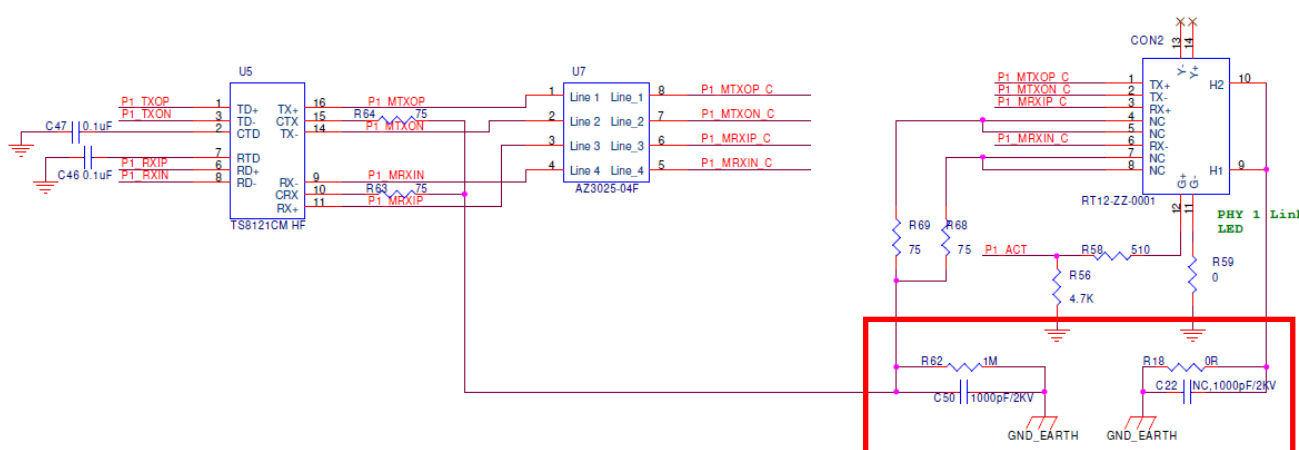 U5
P1_TXOP
P1_TXON
C47 0.1uF
C46 0.1uF
P1_RXIP
P1_RXIN
1
3
2
7
6
8
TD+
TD-
CTD
RTD
RD+
RD-
TX+
CTX
TX-
RX-
CRX
RX+
16
15
14
9
10
11
TS8121CM HF
P1_MTXOP
R64 75
P1_MTXON
P1_MRXIN
R63 75
P1_MRXIP
U7
1
2
3
4
Line 1
Line 2
Line 3
Line 4
Line_1
Line_2
Line_3
Line_4
8
7
6
5
AZ3025-04F
P1_MTXOP_C
P1_MTXON_C
P1_MRXIP_C
P1_MRXIN_C
CON2
13
14
Y-
Y+
P1_MTXOP_C
P1_MTXON_C
P1_MRXIP_C
P1_MRXIN_C
1
2
3
4
5
6
7
8
TX+
TX-
RX+
NC
NC
RX-
NC
NC
H2
H1
10
9
G+
G-
12
11
RT12-ZZ-0001
PHY 1 Link
LED
R69
75
R68
75
P1_ACT
R58 510
R56
4.7K
R59
0
R62 1M
C50 1000pF/2KV
GND_EARTH
R18 0R
C22 NC,1000pF/2KV
GND_EARTH